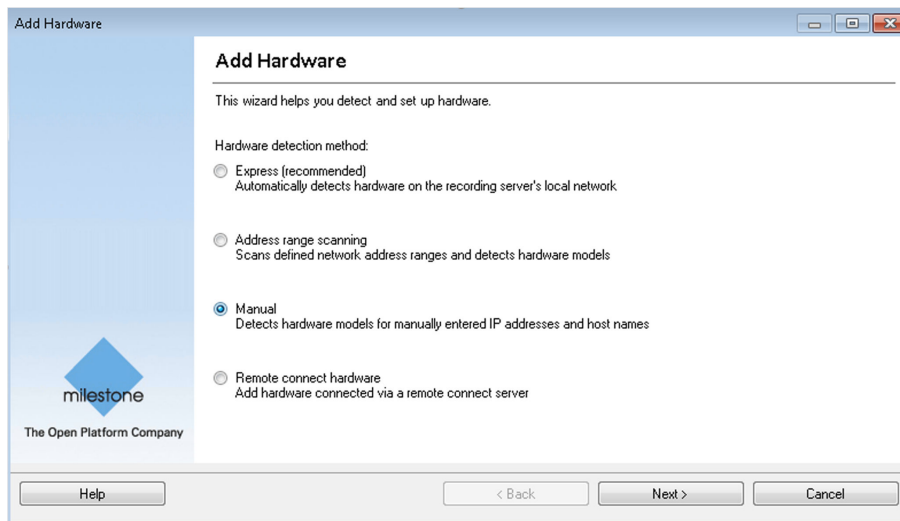 Add Hardware
Add Hardware
This wizard helps you detect and set up hardware.
Hardware detection method:
Express (recommended)
Automatically detects hardware on the recording server's local network
Address range scanning
Scans defined network address ranges and detects hardware models
Manual
Detects hardware models for manually entered IP addresses and host names
Remote connect hardware
Add hardware connected via a remote connect server
milestone
The Open Platform Company
Help
< Back
Next >
Cancel